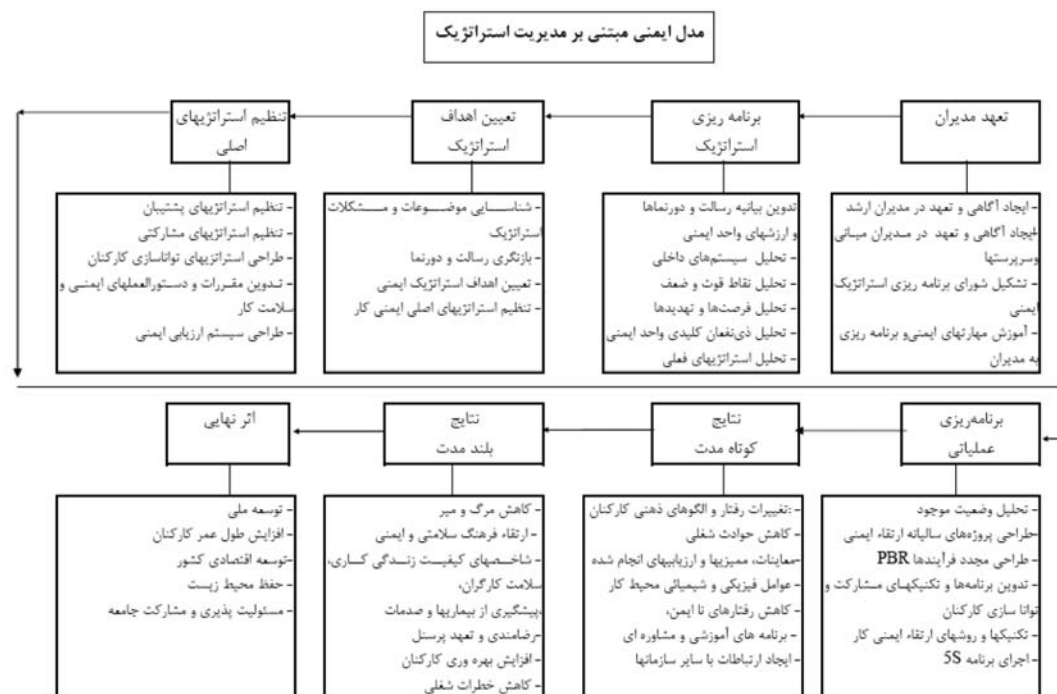 مدل ایمنی مبتنی بر مدیریت استراتژیک
تعهد مدیران
- ایجاد آگاهی و تعهد در مدیران ارشد
ایجاد آگاهی و تعهد در مدیران میانی
وسرپرستها
- تشکیل شورای برنامه ریزی استراتژیک
ایمنی
- آموزش مهارتهای ایمنی‌و برنامه ریزی
به مدیران
برنامه ریزی
استراتژیک
تدوین بیانیه رسالت و دورنماها
و ارزشهای واحد ایمنی
- تحلیل سیستم‌های داخلی
- تحلیل نقاط قوت و ضعف
- تحلیل فرصت‌ها و تهدیدها
- تحلیل ذی‌نفعان کلیدی واحد ایمنی
- تحلیل استراتژیهای فعلی
تعیین اهداف
استراتژیک
- شناسایی موضوعات و مشکلات
استراتژیک
- بازنگری رسالت و دورنما
- تعیین اهداف استراتژیک ایمنی
- تنظیم استراتژیهای اصلی ایمنی کار
تنظیم استراتژیهای
اصلی
- تنظیم استراتژیهای پشتیبان
- تنظیم استراتژیهای مشارکتی
- طراحی استراتژیهای تواناسازی کارکنان
- تدوین مقررات و دستورالعملهای ایمنی و
سلامت کار
- طراحی سیستم ارزیابی ایمنی
برنامه‌ریزی
عملیاتی
- تحلیل وضعیت موجود
طراحی پروژه‌های سالیانه ارتقاء ایمنی
- طراحی مجدد فرآیندها PBR
- تدوین برنامه‌ها و تکنیکهای مشارکت و
توانا سازی کارکنان
- تکنیکها و روشهای ارتقاء ایمنی کار
- اجرای برنامه 5S
نتایج
کوتاه مدت
-:تغییرات رفتار و الگوهای ذهنی کارکنان
- کاهش حوادث شغلی
-معاینات، ممیزیها و ارزیابیهای انجام شده
- عوامل فیزیکی و شیمیائی محیط کار
- کاهش رفتارهای نا ایمن،
- برنامه های آموزشی و مشاوره ای
- ایجاد ارتباطات با سایر سازمانها
نتایج
بلند مدت
- کاهش مرگ و میر
- ارتقاء فرهنگ سلامتی و ایمنی
- شاخصهای کیفیت زندگی کاری،
سلامت کارگران،
،پیشگیری از بیماریها و صدمات
-رضامندی و تعهد پرسنل
- افزایش بهره وری کارکنان
- کاهش خطرات شغلی
اثر نهایی
- توسعه ملی
- افزایش طول عمر کارکنان
-توسعه اقتصادی کشور
- حفظ محیط زیست
- مسئولیت پذیری و مشارکت جامعه